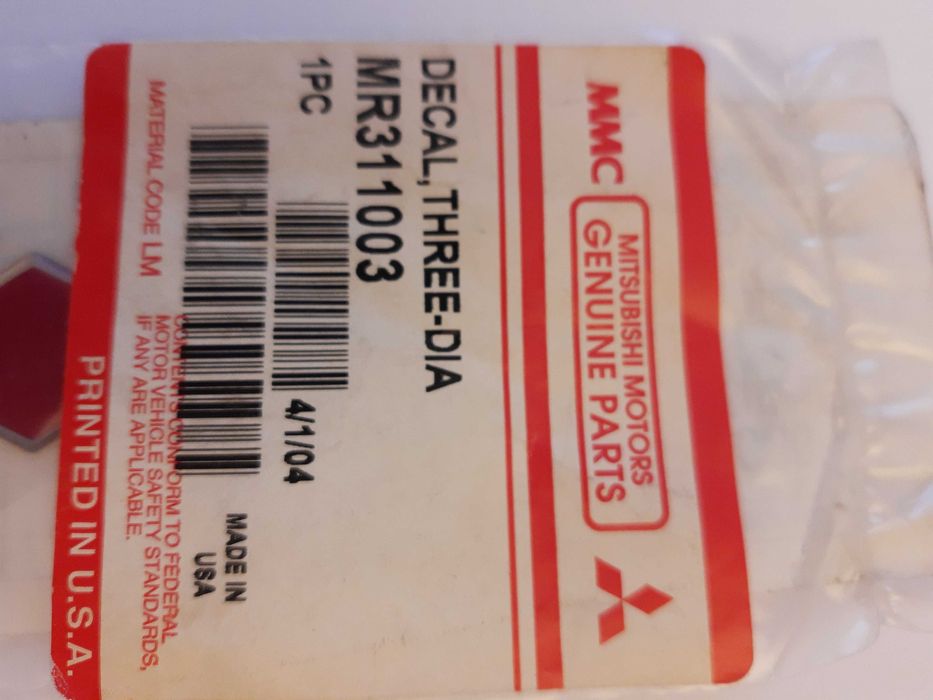 MMC
MITSUBISHI MOTORS
GENUINE PARTS
DECAL, THREE-DIA
MR311003
1PC
4/1/04
MADE IN
USA
MATERIAL CODE LM
CONTENTS CONFORM TO FEDERAL
MOTOR VEHICLE SAFETY STANDARDS,
IF ANY ARE APPLICABLE.
PRINTED IN U.S.A.